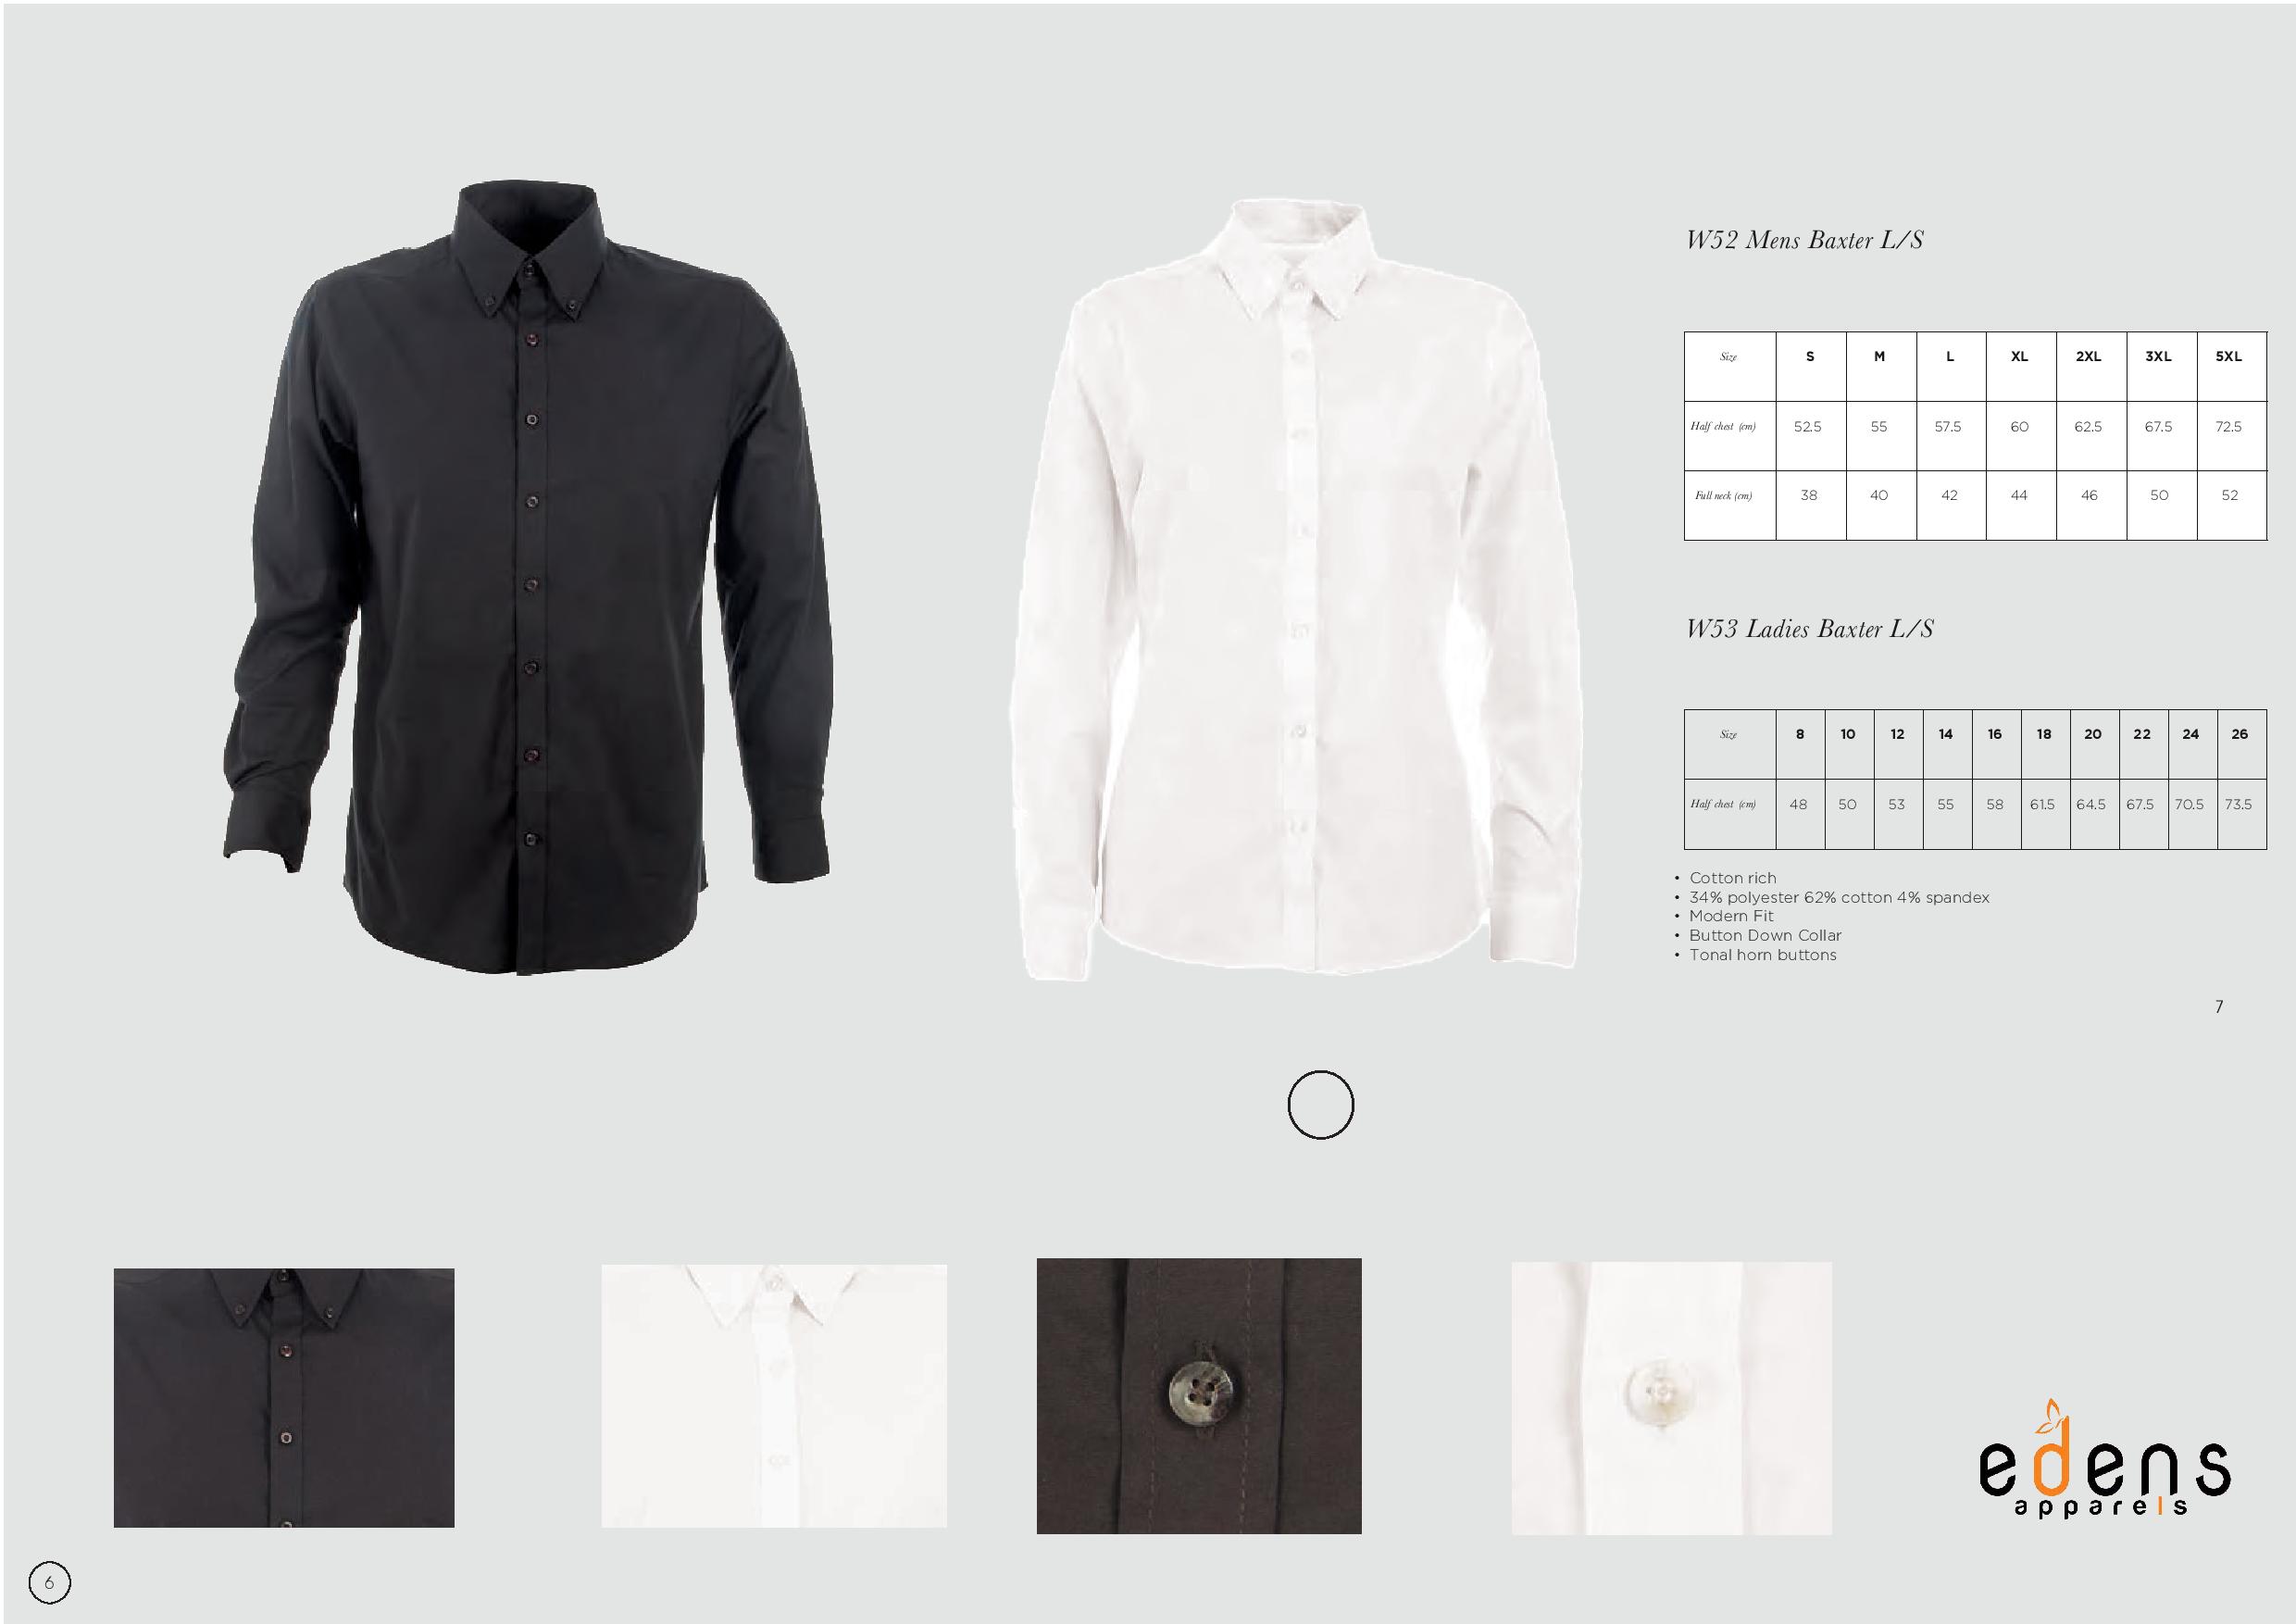 W52 Mens Baxter L/S
Size S M L XL 2XL 3XL 5XL
Half chest (cm) 52.5 55 57.5 60 62.5 67.5 72.5
Full neck (cm) 38 40 42 44 46 50 52
W53 Ladies Baxter L/S
Size 8 10 12 14 16 18 20 22 24 26
Half chest (cm) 48 50 53 55 58 61.5 64.5 67.5 70.5 73.5
• Cotton rich
• 34% polyester 62% cotton 4% spandex
• Modern Fit
• Button Down Collar
• Tonal horn buttons
7
edens
apparels
6